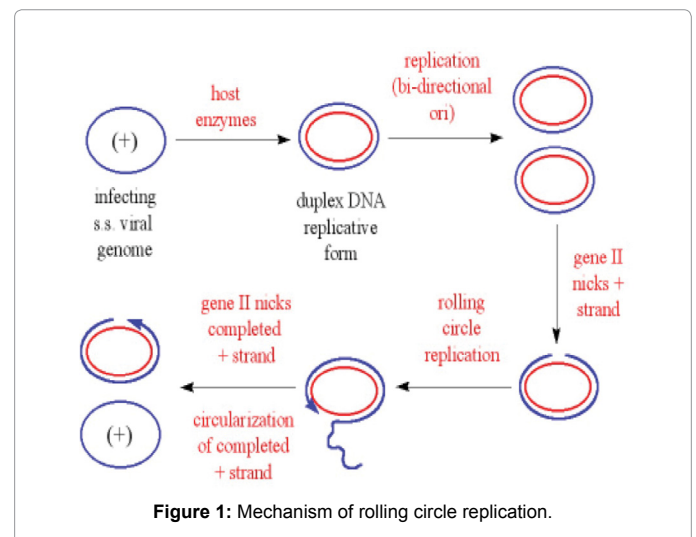 replication
(bi-directional
ori)
host
enzymes
(+)
infecting
s.s. viral
genome
duplex DNA
replicative
form
gene II
nicks +
strand
rolling
circle
replication
gene II nicks
completed
+ strand
circularization
of completed
+ strand
(+)
Figure 1: Mechanism of rolling circle replication.